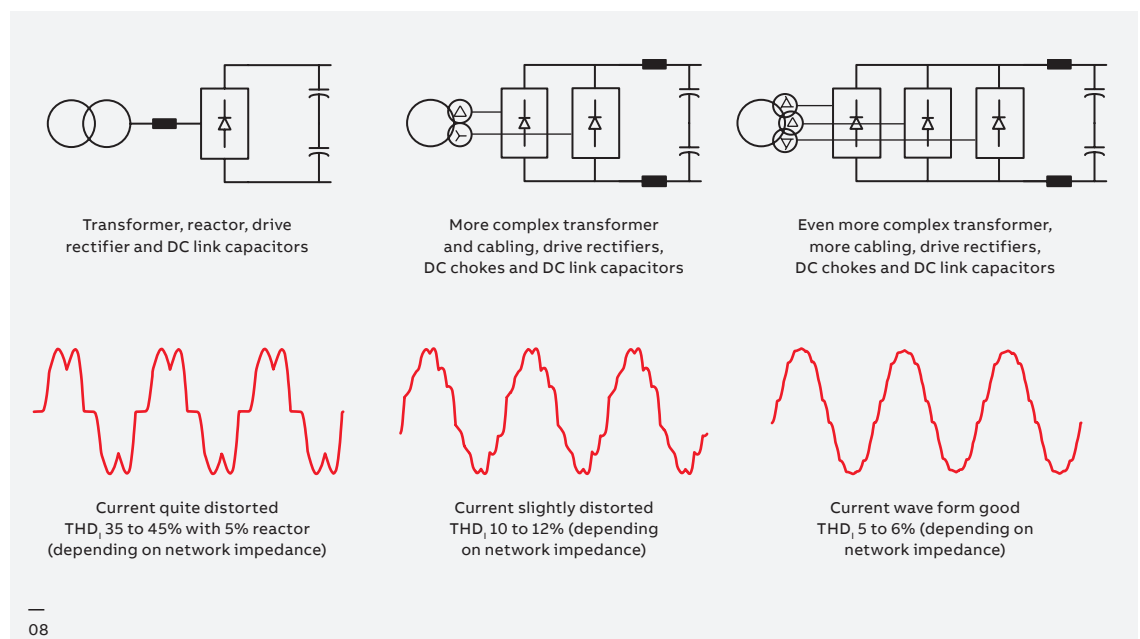 Transformer, reactor, drive
rectifier and DC link capacitors
More complex transformer
and cabling, drive rectifiers,
DC chokes and DC link capacitors
Even more complex transformer,
more cabling, drive rectifiers,
DC chokes and DC link capacitors
Current quite distorted
THDI 35 to 45% with 5% reactor
(depending on network impedance)
Current slightly distorted
THDI 10 to 12% (depending
on network impedance)
Current wave form good
THDI 5 to 6% (depending on
network impedance)
—
08